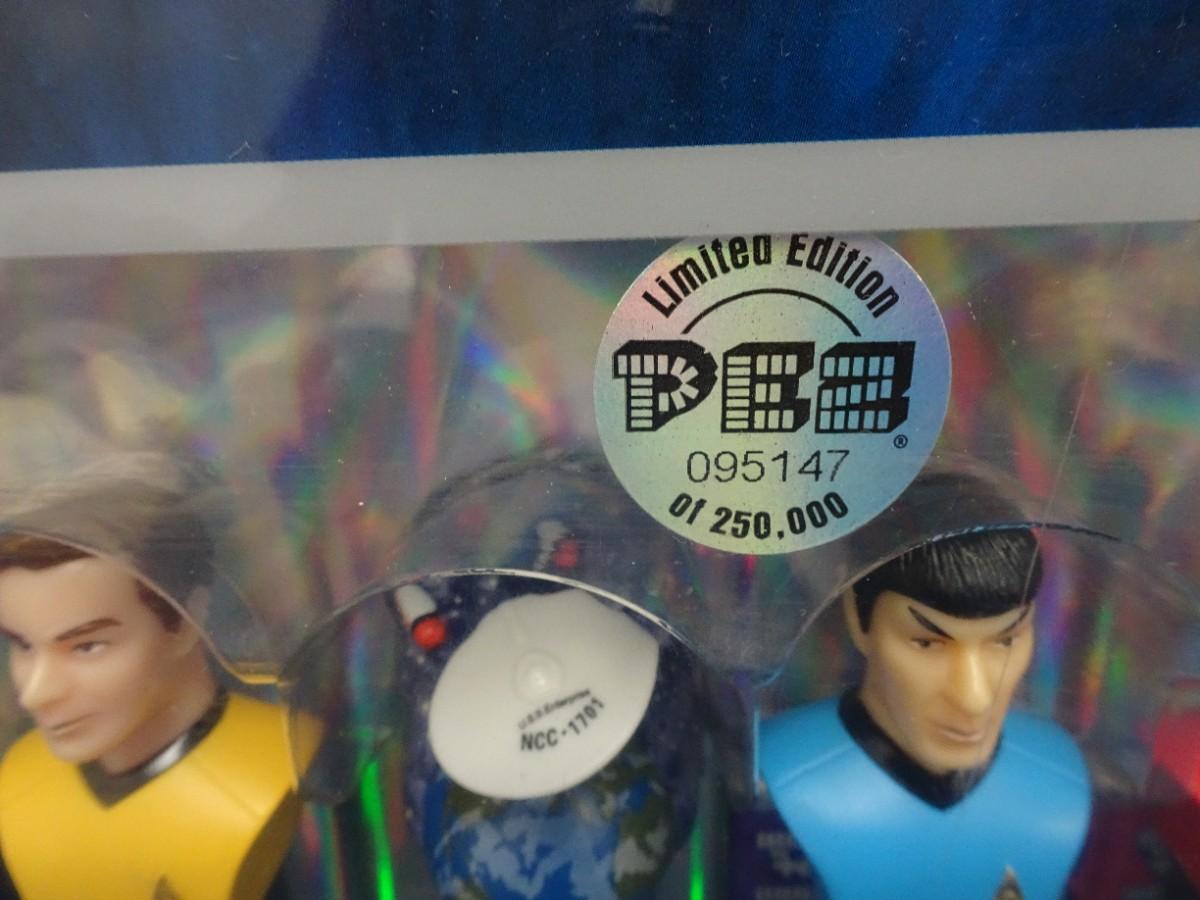 Limited Edition
PEZ®
095147
of 250,000
U.S.S. Enterprise
NCC-1701